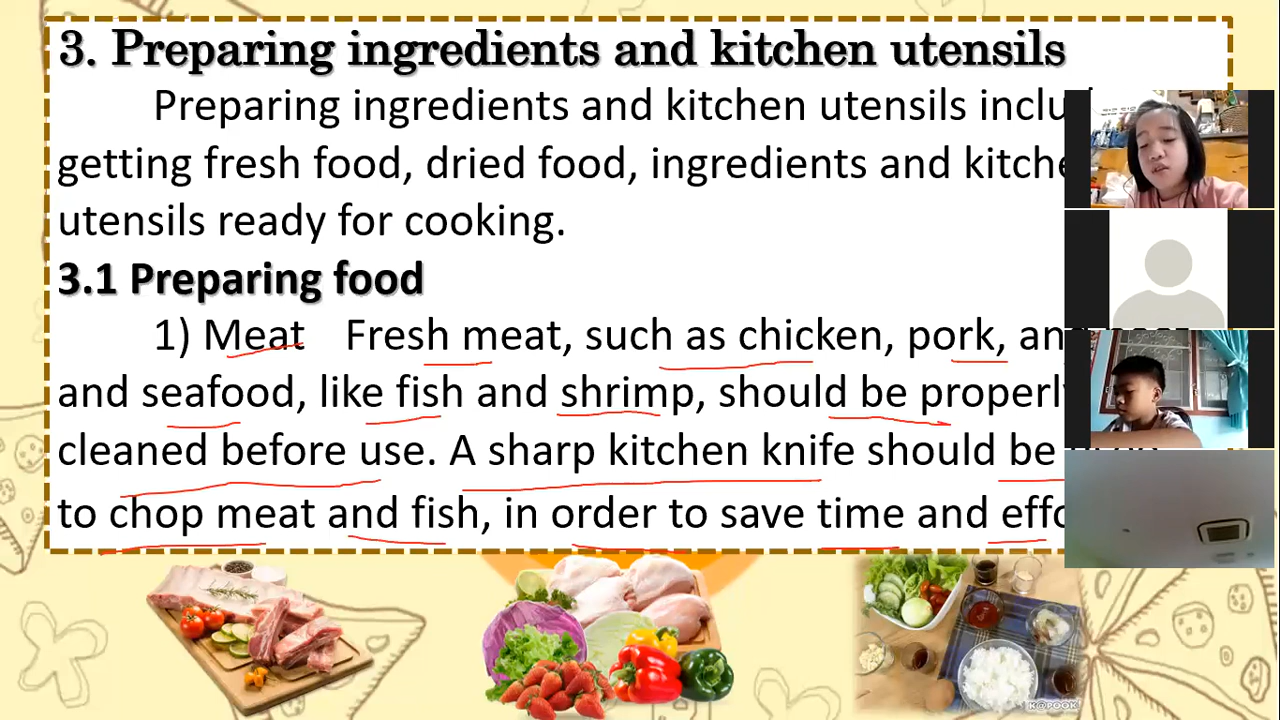 3. Preparing ingredients and kitchen utensils
Preparing ingredients and kitchen utensils
getting fresh food, dried food, ingredients and
utensils ready for cooking.
3.1 Preparing food
1) Meat Fresh meat, such as chicken, pork,
and seafood, like fish and shrimp, should be properly
cleaned before use. A sharp kitchen knife should be
to chop meat and fish, in order to save time and
K@POOK